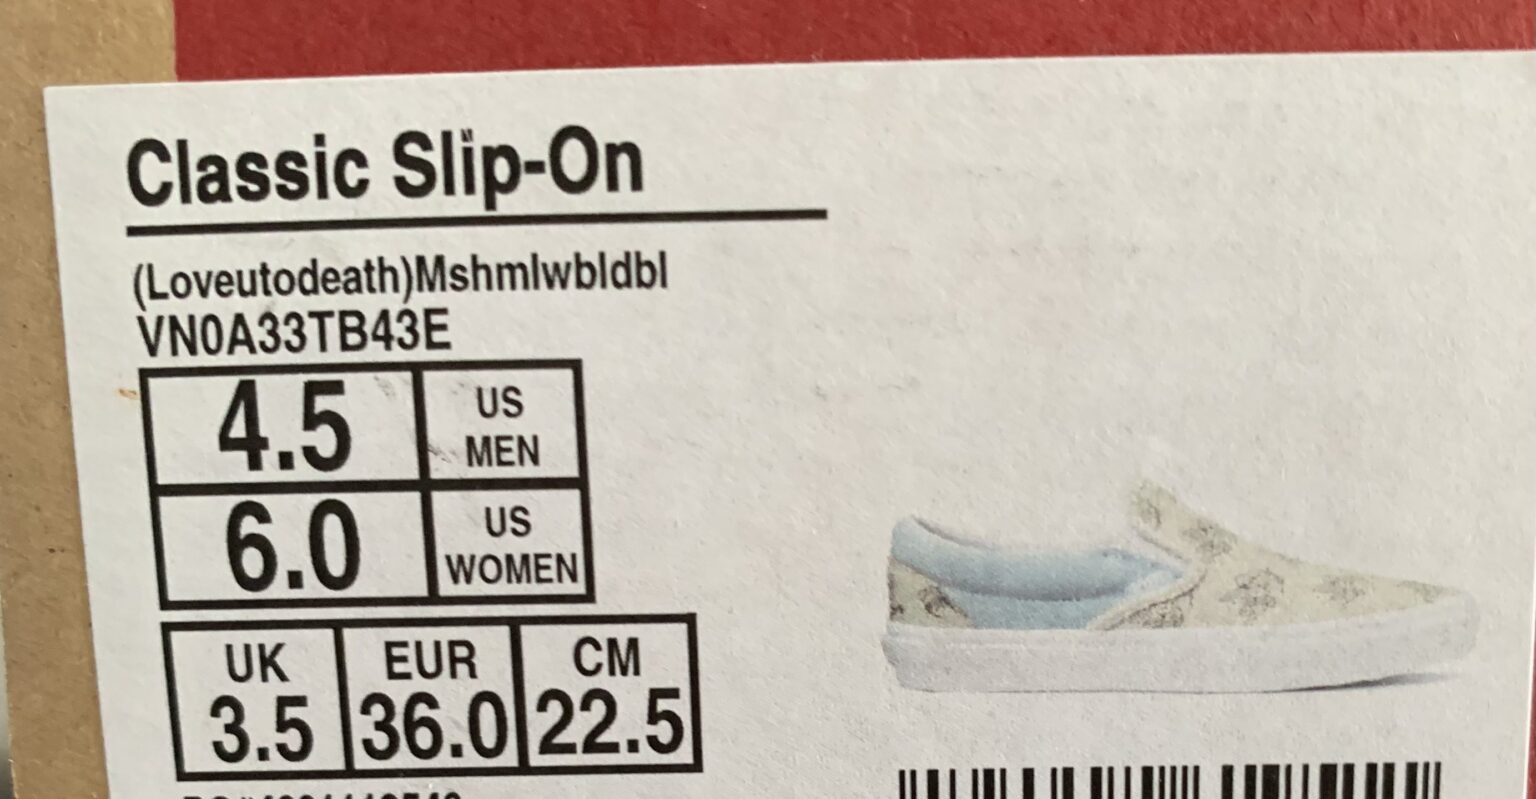 Classic Slip-On
(Loveutodeath)Mshmlwbldbl
VN0A33TB43E
4.5 US MEN
6.0 US WOMEN
UK EUR CM
3.5 36.0 22.5